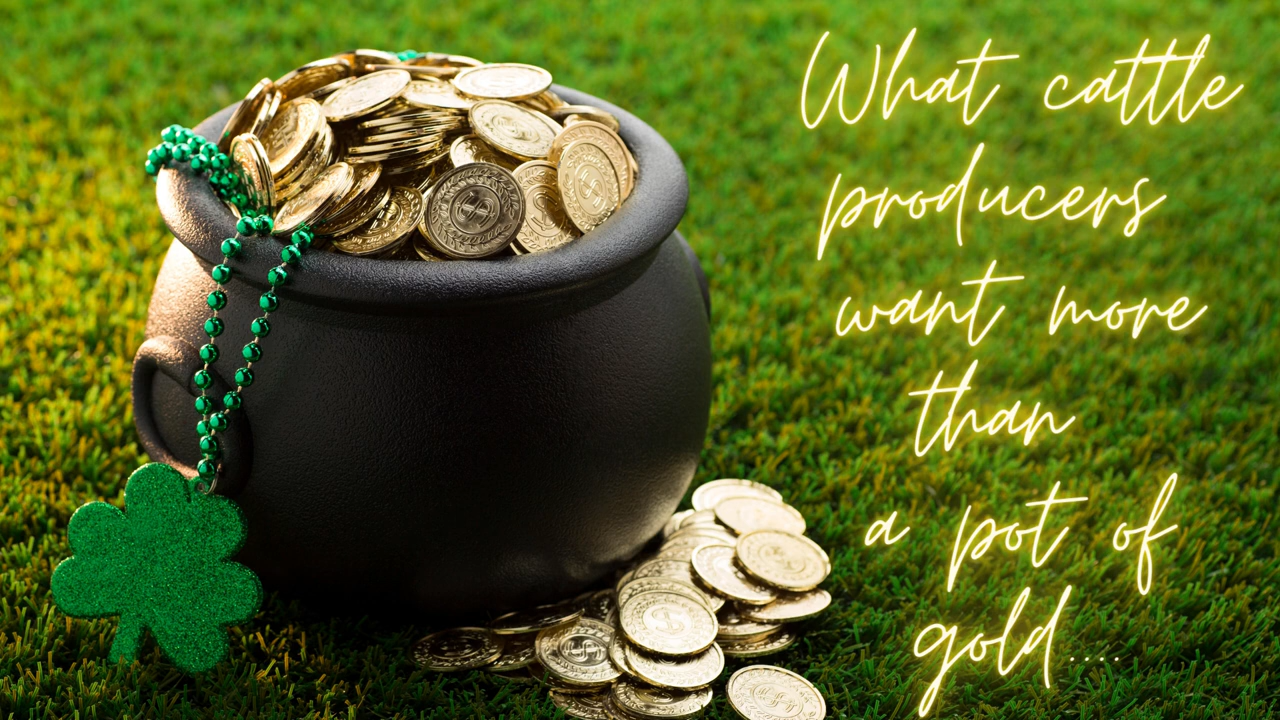 What cattle
producers
want more
than
a pot of
gold....